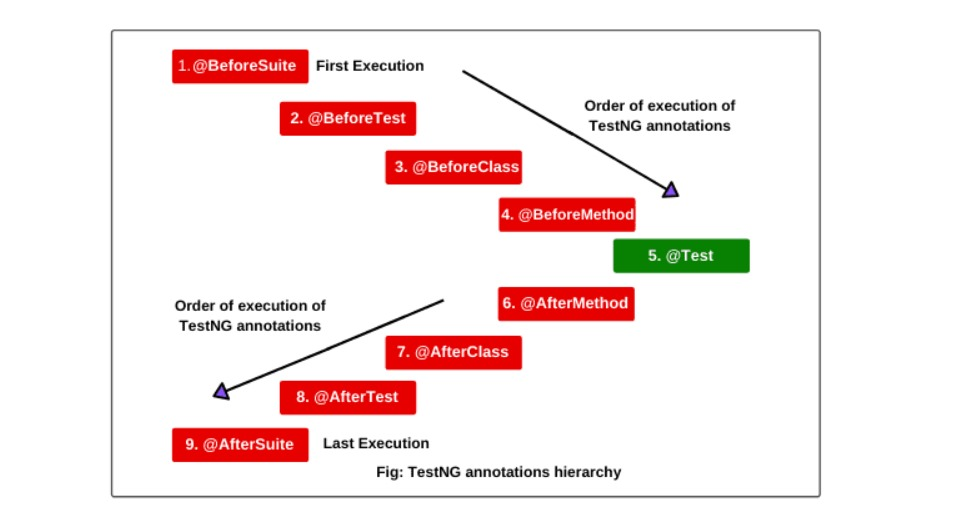 1.@BeforeSuite First Execution
Order of execution of
TestNG annotations
2. @BeforeTest
3. @BeforeClass
4. @BeforeMethod
5. @Test
6. @AfterMethod
Order of execution of
TestNG annotations
7. @AfterClass
8. @AfterTest
9. @AfterSuite Last Execution
Fig: TestNG annotations hierarchy